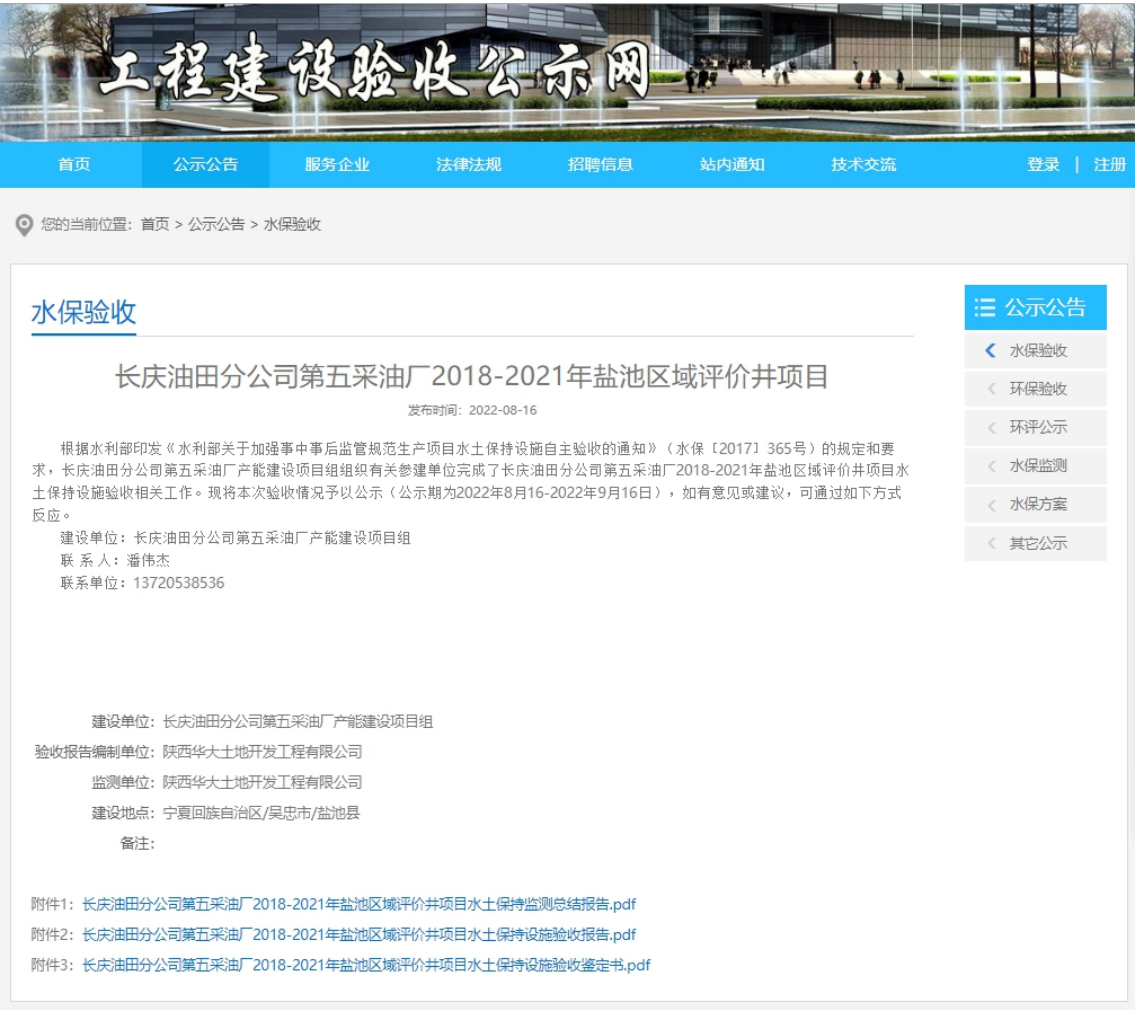 工程建设验收公示网
首页 公示公告 服务企业 法律法规 招聘信息 站内通知 技术交流 登录 | 注册
您的当前位置：首页 > 公示公告 > 水保验收
水保验收
长庆油田分公司第五采油厂2018-2021年盐池区域评价井项目
发布时间：2022-08-16
根据水利部印发《水利部关于加强事中事后监管规范生产项目水土保持设施自主验收的通知》（水保［2017］365号）的规定和要
求，长庆油田分公司第五采油厂产能建设项目组组织有关参建单位完成了长庆油田分公司第五采油厂2018-2021年盐池区域评价井项目水
土保持设施验收相关工作。现将本次验收情况予以公示（公示期为2022年8月16-2022年9月16日），如有意见或建议，可通过如下方式
反应。
建设单位：长庆油田分公司第五采油厂产能建设项目组
联 系 人：潘伟杰
联系单位：13720538536
建设单位：长庆油田分公司第五采油厂产能建设项目组
验收报告编制单位：陕西华大土地开发工程有限公司
监测单位：陕西华大土地开发工程有限公司
建设地点：宁夏回族自治区/吴忠市/盐池县
备注：
附件1：长庆油田分公司第五采油厂2018-2021年盐池区域评价井项目水土保持监测总结报告.pdf
附件2：长庆油田分公司第五采油厂2018-2021年盐池区域评价井项目水土保持设施验收报告.pdf
附件3：长庆油田分公司第五采油厂2018-2021年盐池区域评价井项目水土保持设施验收鉴定书.pdf
公示公告
水保验收
环保验收
环评公示
水保监测
水保方案
其它公示